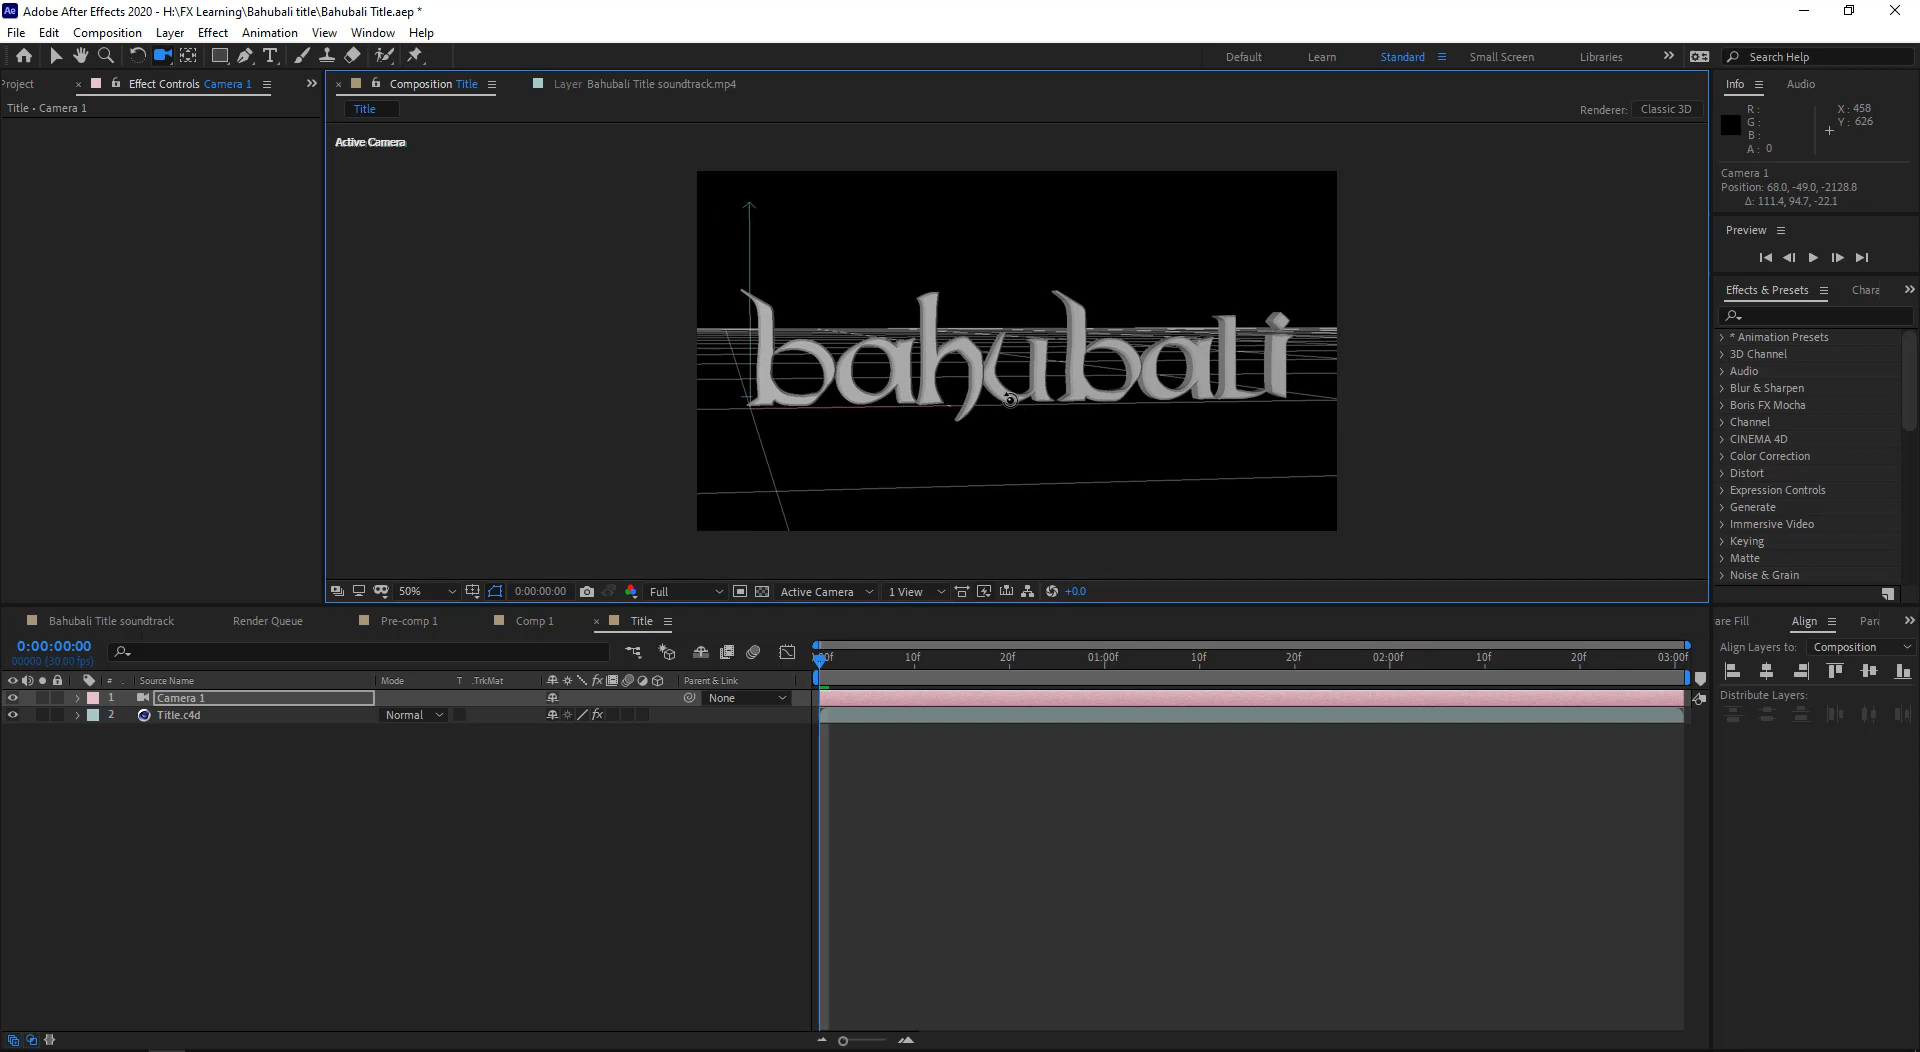 Adobe After Effects 2020 - H:\FX Learning\Bahubali title\Bahubali Title.aep *
File Edit Composition Layer Effect Animation View Window Help
Default Learn Standard Small Screen Libraries Search Help
Project Effect Controls Camera 1
Title • Camera 1
Composition Title Layer Bahubali Title soundtrack.mp4
Title Renderer: Classic 3D
Active Camera
bahubali
50% 0:00:00:00 Full Active Camera 1 View +0.0
Info Audio
R : X : 458
G : Y : 626
B :
A : 0
Camera 1
Position: 68.0, -49.0, -2128.8
Δ: 111.4, 94.7, -22.1
Preview
Effects & Presets Chara
* Animation Presets
3D Channel
Audio
Blur & Sharpen
Boris FX Mocha
Channel
CINEMA 4D
Color Correction
Distort
Expression Controls
Generate
Immersive Video
Keying
Matte
Noise & Grain
Bahubali Title soundtrack Render Queue Pre-comp 1 Comp 1 Title
0:00:00:00
00000 (30.00 fps)
10f 20f 01:00f 10f 20f 02:00f 10f 20f 03:00f
# Source Name Mode T .TrkMat Parent & Link
1 Camera 1 None
2 Title.c4d Normal
are Fill Align Para
Align Layers to: Composition
Distribute Layers: